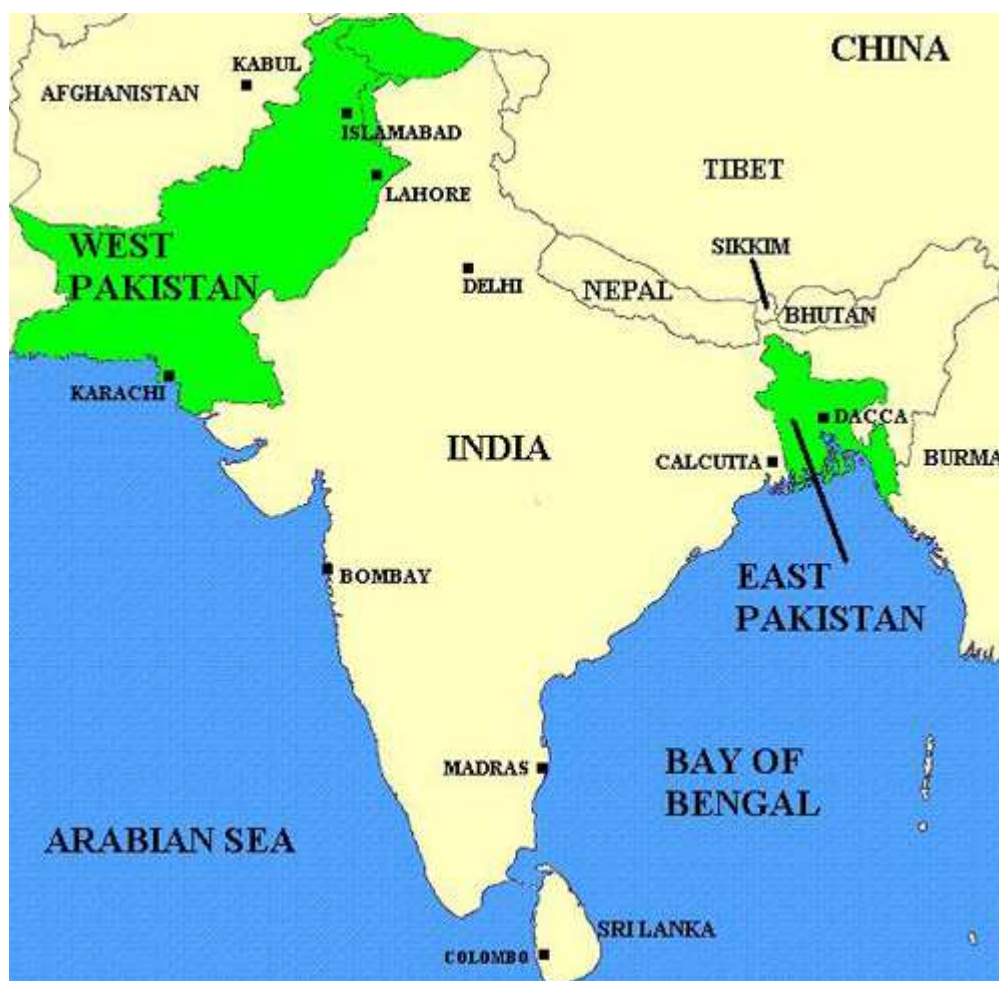 CHINA
KABUL
AFGHANISTAN
ISLAMABAD
TIBET
LAHORE
WEST
PAKISTAN
SIKKIM
DELHI
NEPAL
BHUTAN
KARACHI
DACCA
INDIA
CALCUTTA
BURMA
BOMBAY
EAST
PAKISTAN
MADRAS
BAY OF
BENGAL
ARABIAN SEA
SRI LANKA
COLOMBO